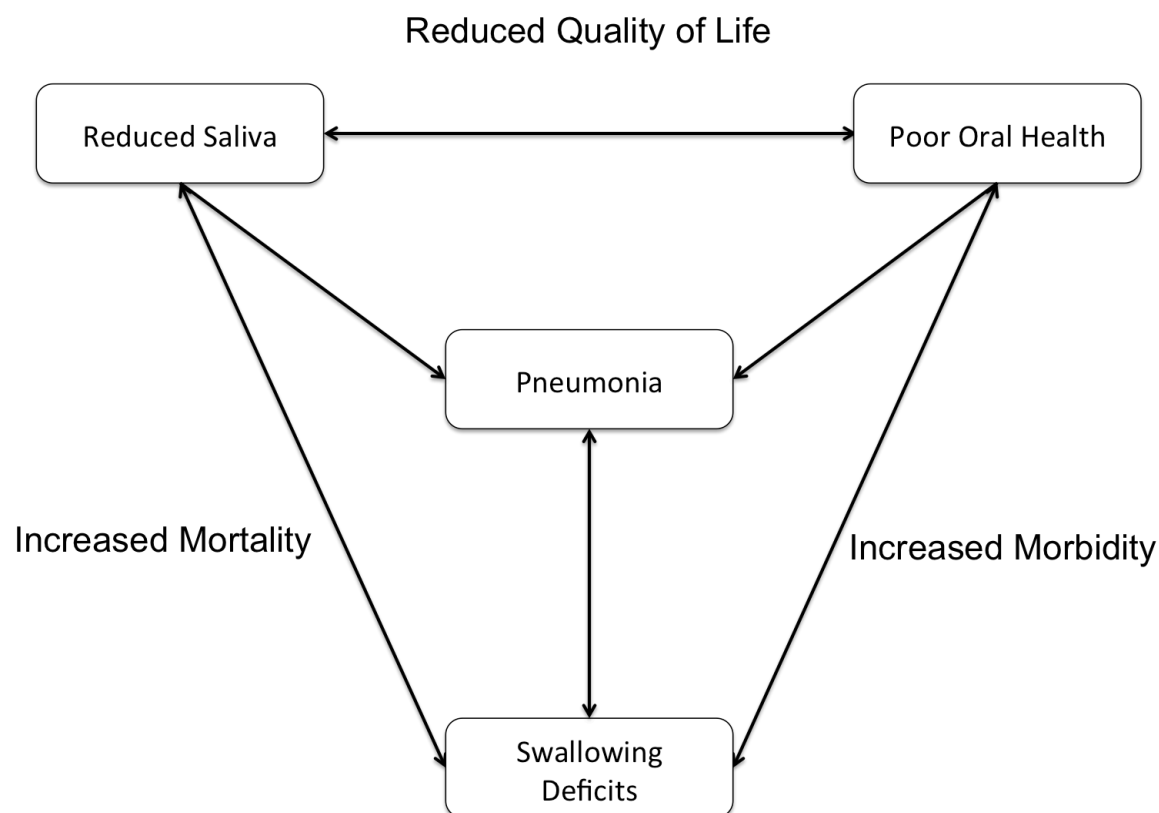 Reduced Quality of Life
Reduced Saliva
Poor Oral Health
Pneumonia
Increased Mortality
Increased Morbidity
Swallowing
Deficits